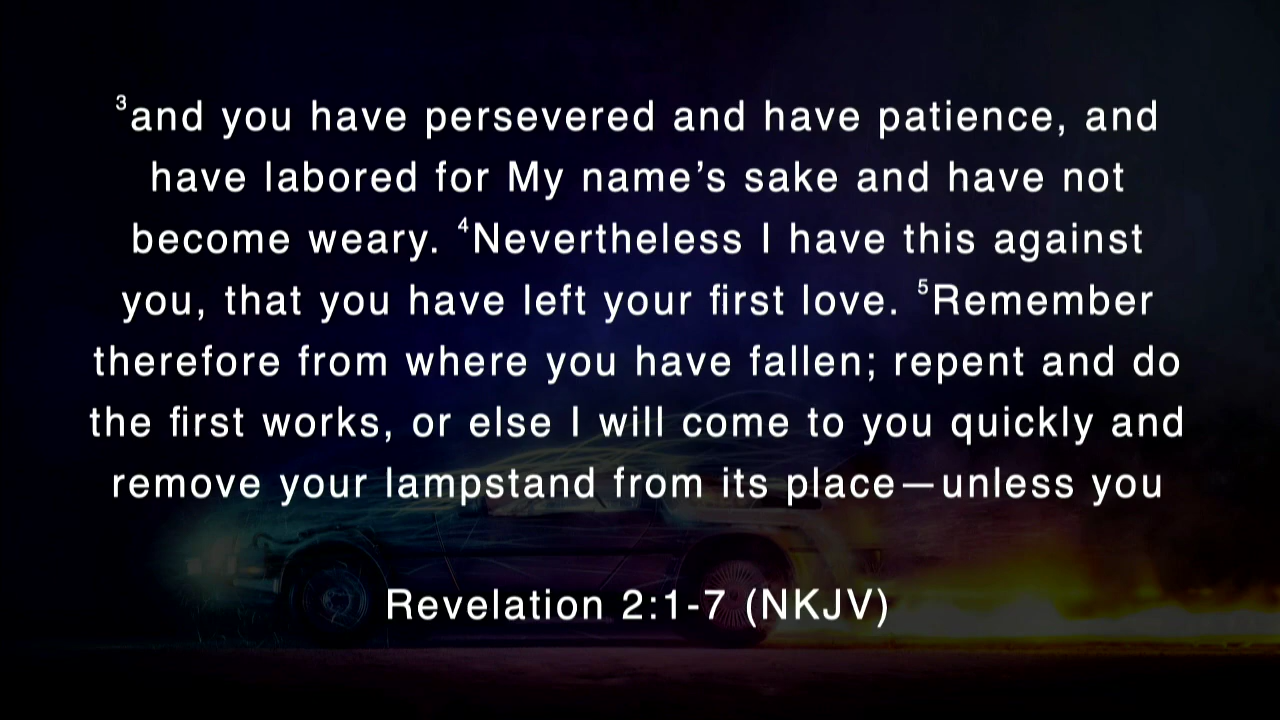 ³and you have persevered and have patience, and
have labored for My name’s sake and have not
become weary. ⁴Nevertheless I have this against
you, that you have left your first love. ⁵Remember
therefore from where you have fallen; repent and do
the first works, or else I will come to you quickly and
remove your lampstand from its place—unless you
Revelation 2:1-7 (NKJV)